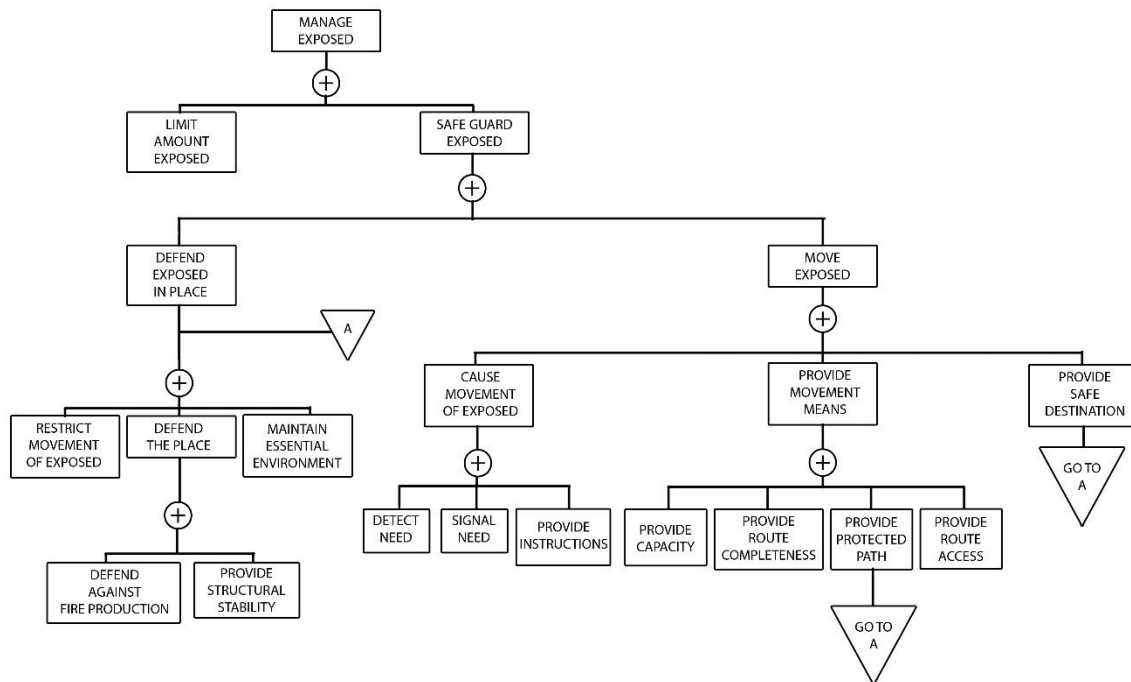 MANAGE
EXPOSED
+
LIMIT
AMOUNT
EXPOSED
SAFE GUARD
EXPOSED
+
DEFEND
EXPOSED
IN PLACE
MOVE
EXPOSED
A
+
+
CAUSE
MOVEMENT
OF EXPOSED
PROVIDE
MOVEMENT
MEANS
PROVIDE
SAFE
DESTINATION
RESTRICT
MOVEMENT
OF EXPOSED
DEFEND
THE PLACE
MAINTAIN
ESSENTIAL
ENVIRONMENT
+
+
GO TO
A
+
DETECT
NEED
SIGNAL
NEED
PROVIDE
INSTRUCTIONS
PROVIDE
CAPACITY
PROVIDE
ROUTE
COMPLETENESS
PROVIDE
PROTECTED
PATH
PROVIDE
ROUTE
ACCESS
DEFEND
AGAINST
FIRE PRODUCTION
PROVIDE
STRUCTURAL
STABILITY
GO TO
A